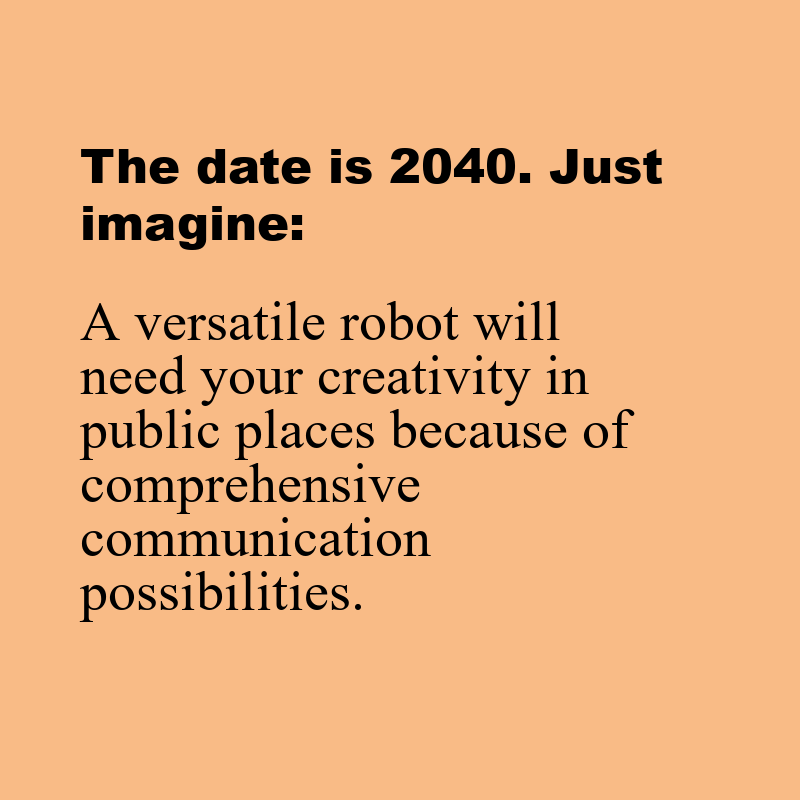 The date is 2040. Just
imagine:
A versatile robot will
need your creativity in
public places because of
comprehensive
communication
possibilities.